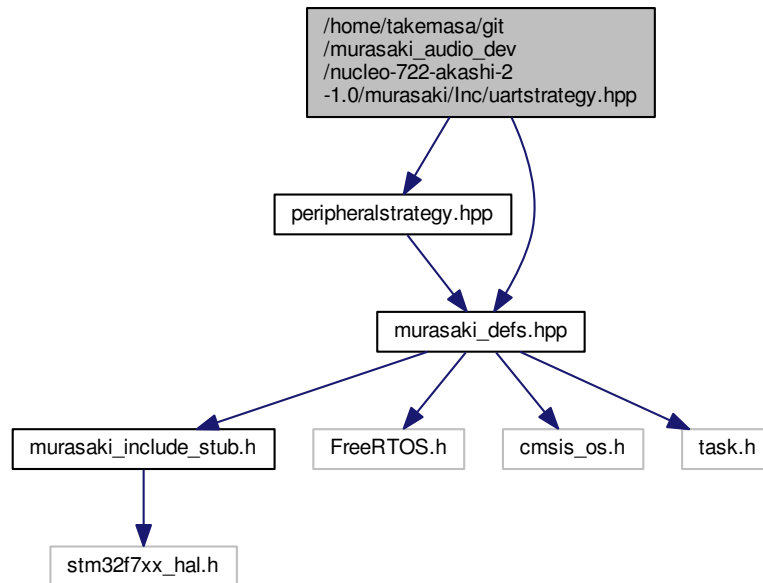 /home/takemasa/git
/murasaki_audio_dev
/nucleo-722-akashi-2
-1.0/murasaki/Inc/uartstrategy.hpp
peripheralstrategy.hpp
murasaki_defs.hpp
murasaki_include_stub.h
FreeRTOS.h
cmsis_os.h
task.h
stm32f7xx_hal.h